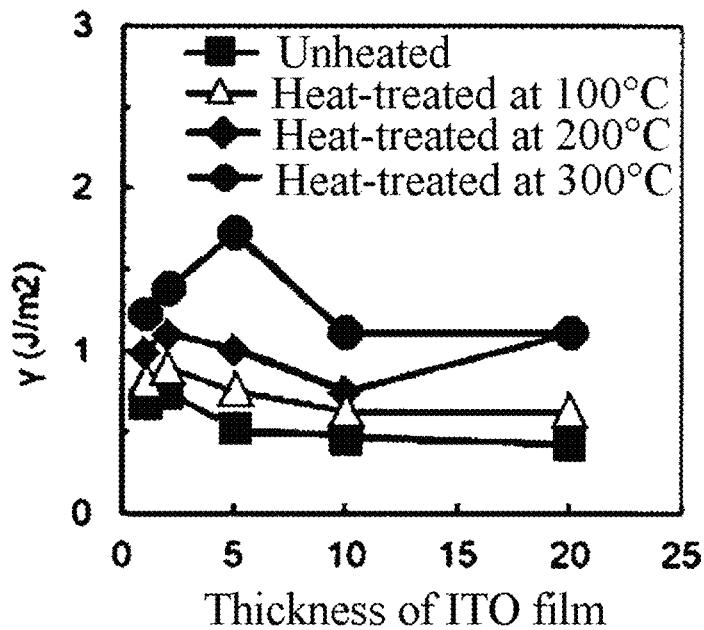 3
Unheated
Heat-treated at 100°C
Heat-treated at 200°C
2
Heat-treated at 300°C
γ (J/m2)
1
0
0 5 10 15 20 25
Thickness of ITO film